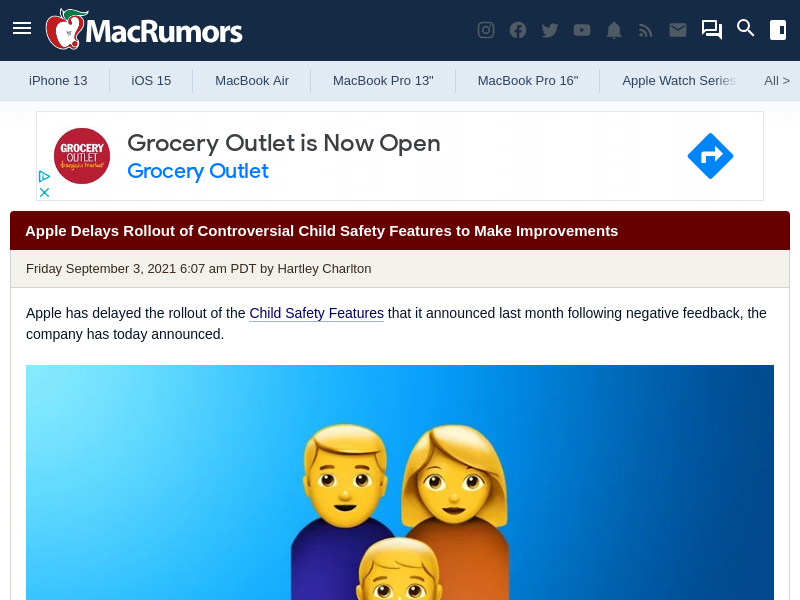 MacRumors
iPhone 13
iOS 15
MacBook Air
MacBook Pro 13"
MacBook Pro 16"
Apple Watch Series
All >
GROCERY
OUTLET
bargain market
Grocery Outlet is Now Open
Grocery Outlet
Apple Delays Rollout of Controversial Child Safety Features to Make Improvements
Friday September 3, 2021 6:07 am PDT by Hartley Charlton
Apple has delayed the rollout of the Child Safety Features that it announced last month following negative feedback, the
company has today announced.